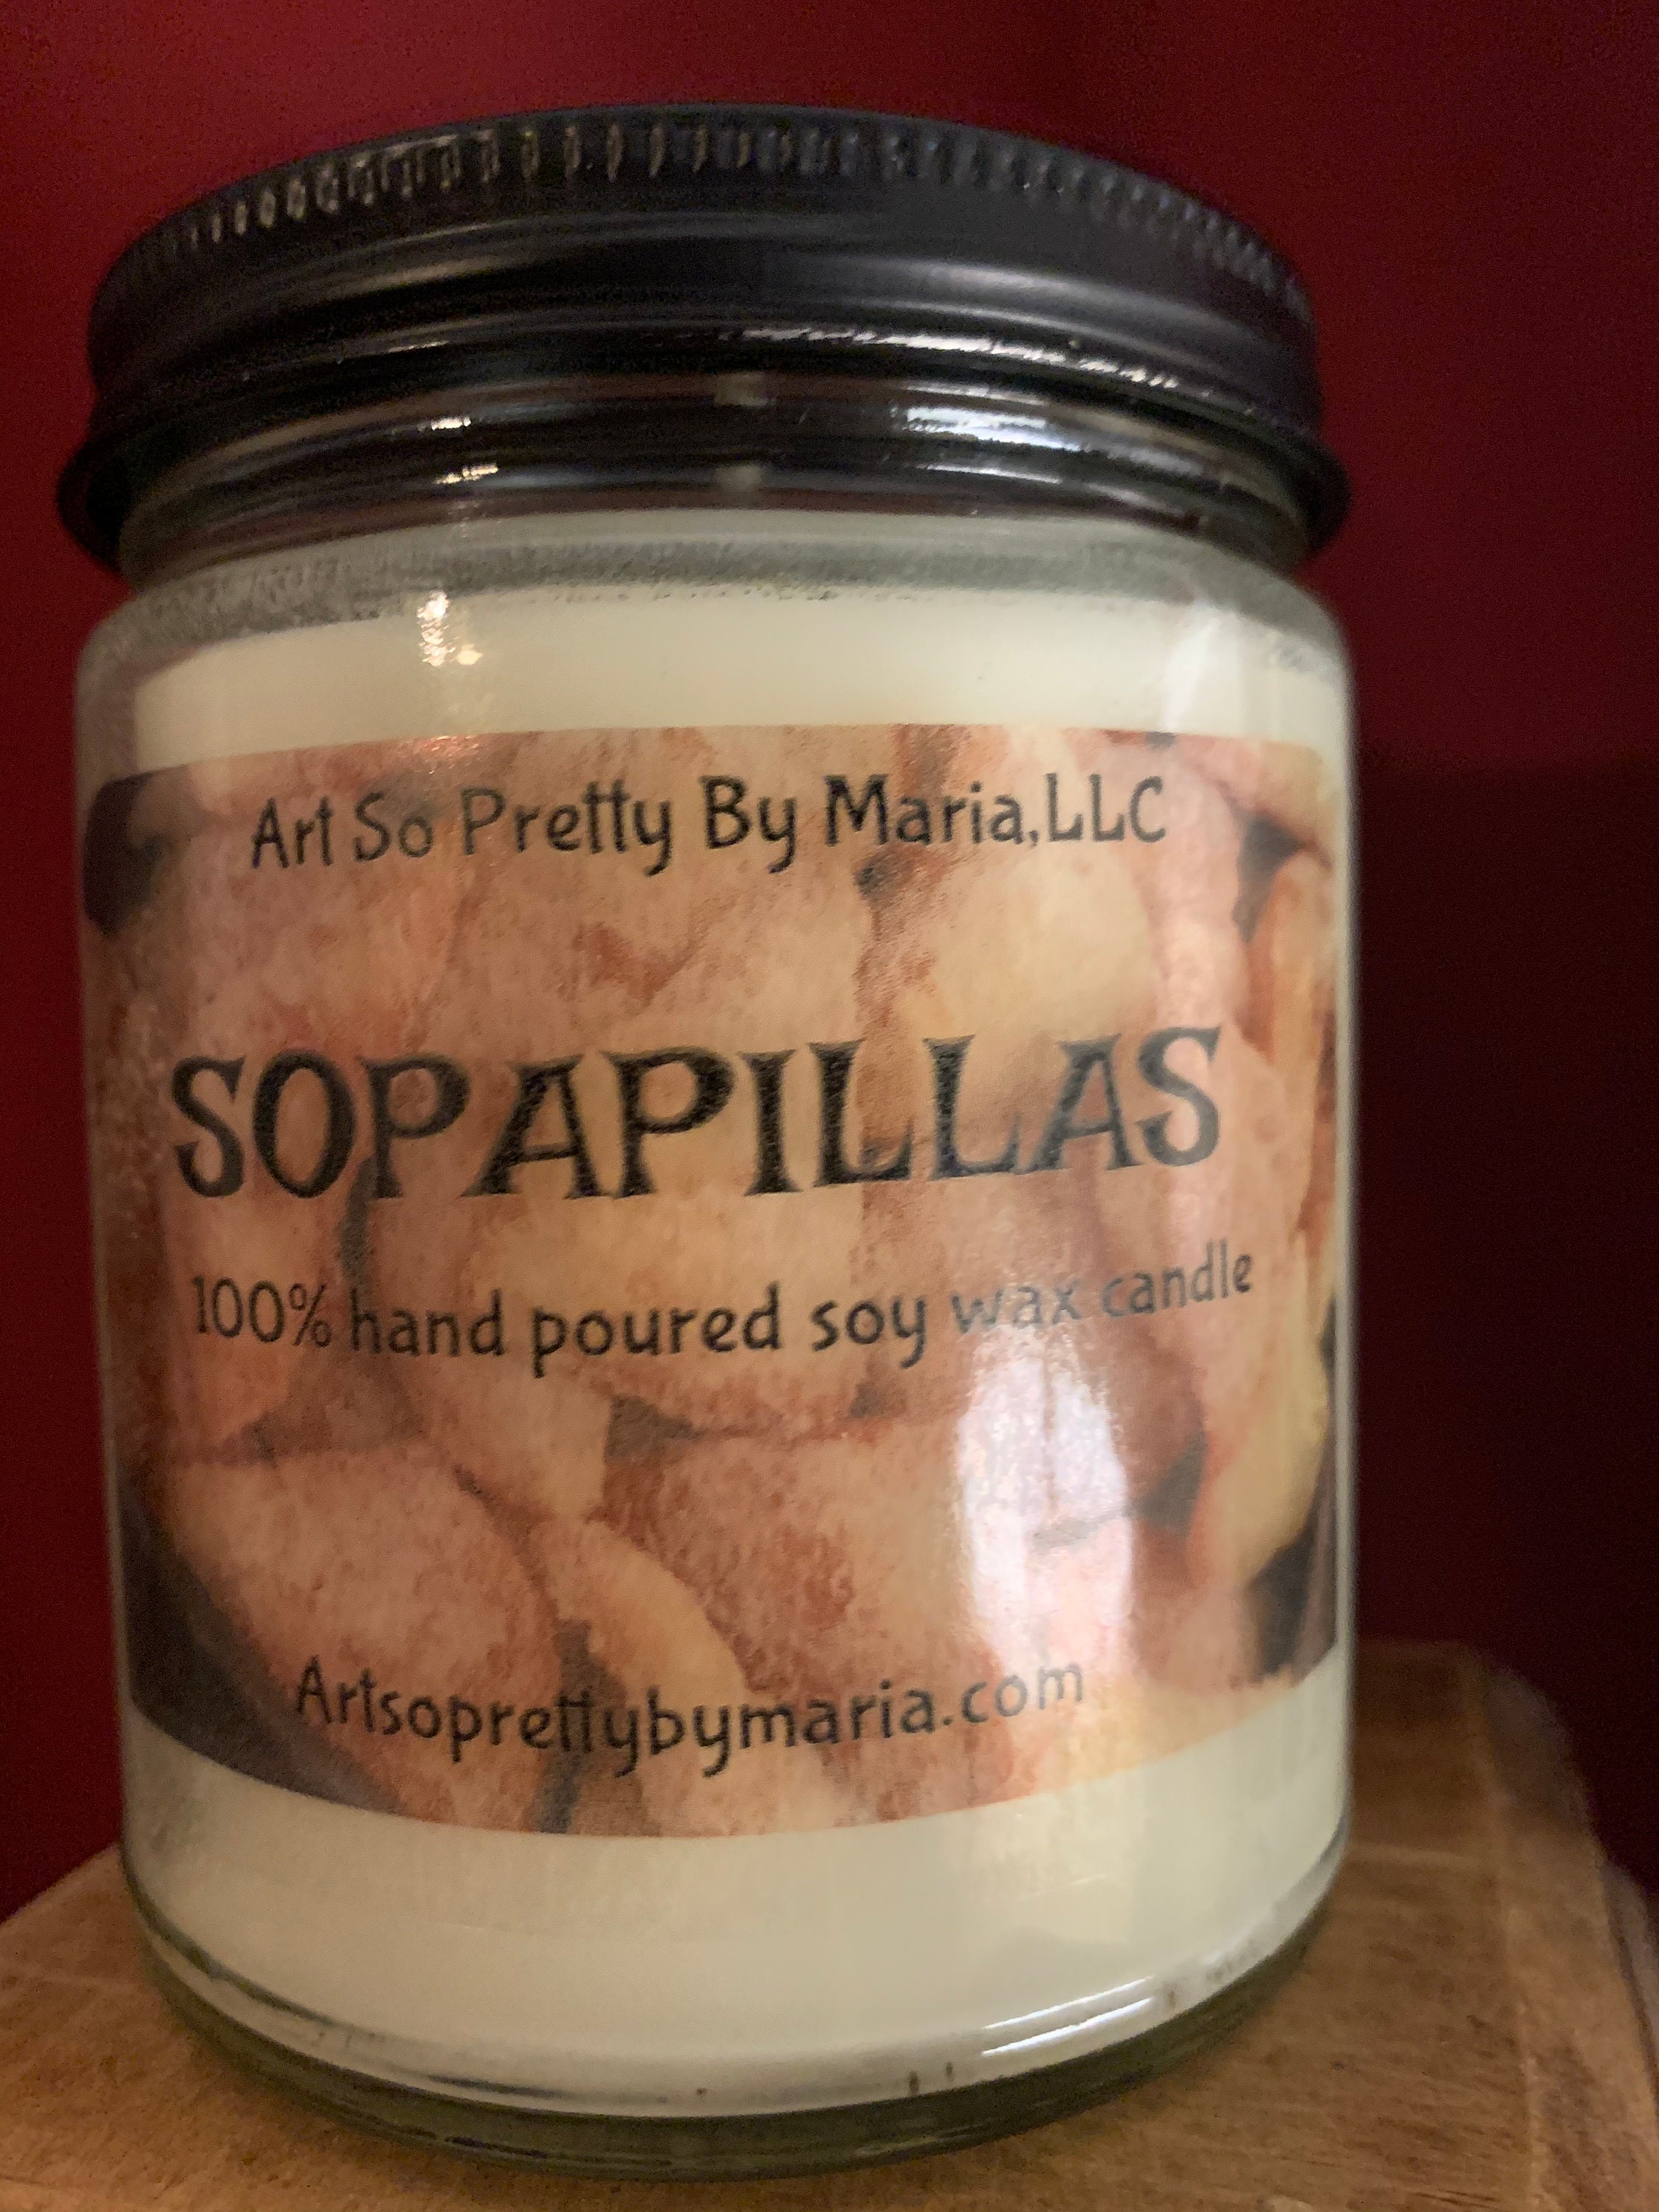 Art So Pretty By Maria,LLC
SOPAPILLAS
100% hand poured soy wax candle
Artsoprettybymaria.com